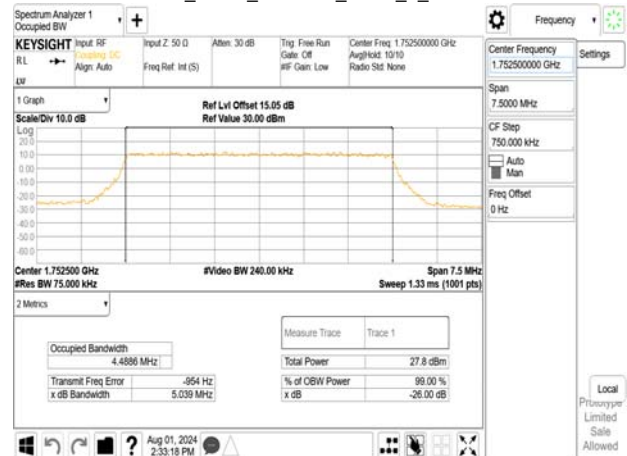 Spectrum Analyzer 1
Occupied BW
Frequency
KEYSIGHT
Input: RF
Coupling: DC
Align: Auto
Input Z: 50 Ω
Freq Ref: Int (S)
Atten: 30 dB
Trig: Free Run
Gate: Off
#IF Gain: Low
Center Freq: 1.752500000 GHz
Avg|Hold: 10/10
Radio Std: None
RL
Center Frequency
1.752500000 GHz
Settings
Span
7.5000 MHz
CF Step
750.000 kHz
Auto
Man
Freq Offset
0 Hz
1 Graph
Scale/Div 10.0 dB
Ref Lvl Offset 15.05 dB
Ref Value 30.00 dBm
Log
20.0
10.0
0.00
-10.0
-20.0
-30.0
-40.0
-50.0
-60.0
Center 1.752500 GHz
#Video BW 240.00 kHz
Span 7.5 MHz
#Res BW 75.000 kHz
Sweep 1.33 ms (1001 pts)
2 Metrics
Measure Trace Trace 1
Occupied Bandwidth
4.4886 MHz
Total Power 27.8 dBm
Transmit Freq Error -954 Hz
% of OBW Power 99.00 %
x dB Bandwidth 5.039 MHz
x dB -26.00 dB
Local
Prototype
Limited
Sale
Allowed
Aug 01, 2024
2:33:18 PM